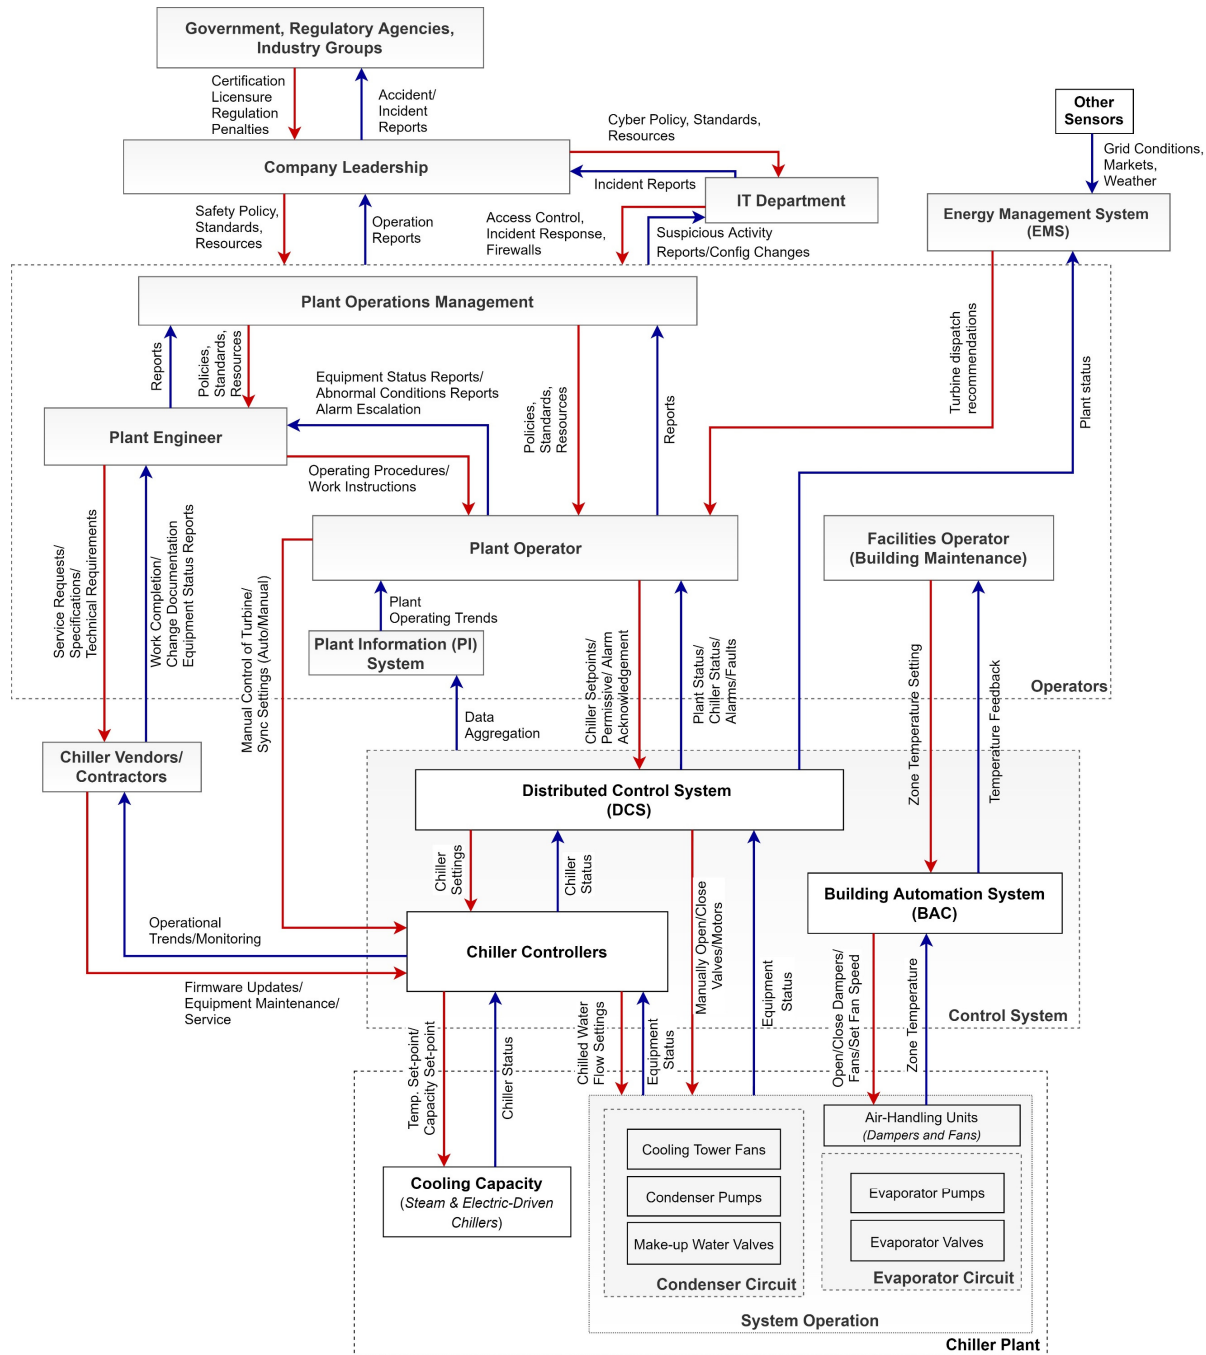 Government, Regulatory Agencies,
Industry Groups
Certification
Licensure
Regulation
Penalties
Accident/
Incident
Reports
Other
Sensors
Cyber Policy, Standards,
Resources
Grid Conditions,
Markets,
Weather
Company Leadership
Incident Reports
IT Department
Energy Management System
(EMS)
Safety Policy,
Standards,
Resources
Operation
Reports
Access Control,
Incident Response,
Firewalls
Suspicious Activity
Reports/Config Changes
Plant Operations Management
Reports
Policies,
Standards,
Resources
Equipment Status Reports/
Abnormal Conditions Reports
Alarm Escalation
Policies,
Standards,
Resources
Reports
Turbine dispatch
recommendations
Plant status
Plant Engineer
Operating Procedures/
Work Instructions
Plant Operator
Facilities Operator
(Building Maintenance)
Service Requests/
Specifications/
Technical Requirements
Work Completion/
Change Documentation
Equipment Status Reports
Manual Control of Turbine/
Sync Settings (Auto/Manual)
Plant
Operating Trends
Plant Information (PI)
System
Chiller Setpoints/
Permissive/ Alarm
Acknowledgement
Plant Status/
Chiller Status/
Alarms/Faults
Zone Temperature Setting
Temperature Feedback
Operators
Data
Aggregation
Chiller Vendors/
Contractors
Distributed Control System
(DCS)
Chiller
Settings
Chiller
Status
Manually Open/Close
Valves/Motors
Equipment
Status
Building Automation System
(BAC)
Operational
Trends/Monitoring
Chiller Controllers
Firmware Updates/
Equipment Maintenance/
Service
Control System
Temp. Set-point/
Capacity Set-point
Chiller Status
Chilled Water
Flow Settings
Equipment
Status
Open/Close Dampers/
Fans/Set Fan Speed
Zone Temperature
Air-Handling Units
(Dampers and Fans)
Cooling Tower Fans
Cooling Capacity
(Steam & Electric-Driven
Chillers)
Condenser Pumps
Evaporator Pumps
Make-up Water Valves
Evaporator Valves
Condenser Circuit
Evaporator Circuit
System Operation
Chiller Plant